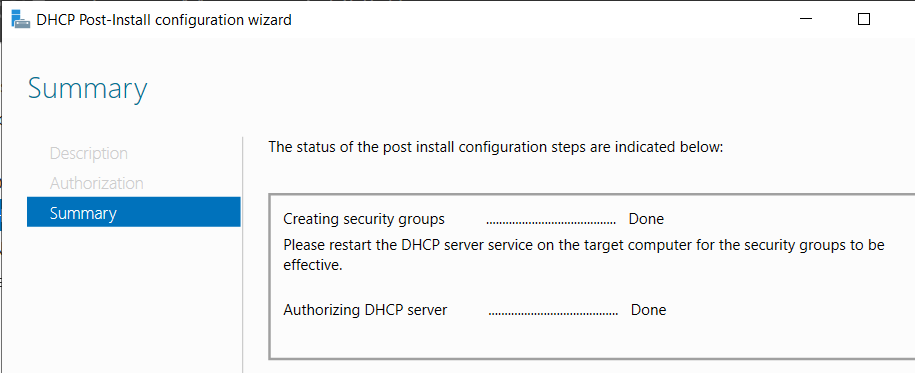 DHCP Post-Install configuration wizard
Summary
Description
Authorization
Summary
The status of the post install configuration steps are indicated below:
Creating security groups ........................................ Done
Please restart the DHCP server service on the target computer for the security groups to be
effective.
Authorizing DHCP server ........................................ Done